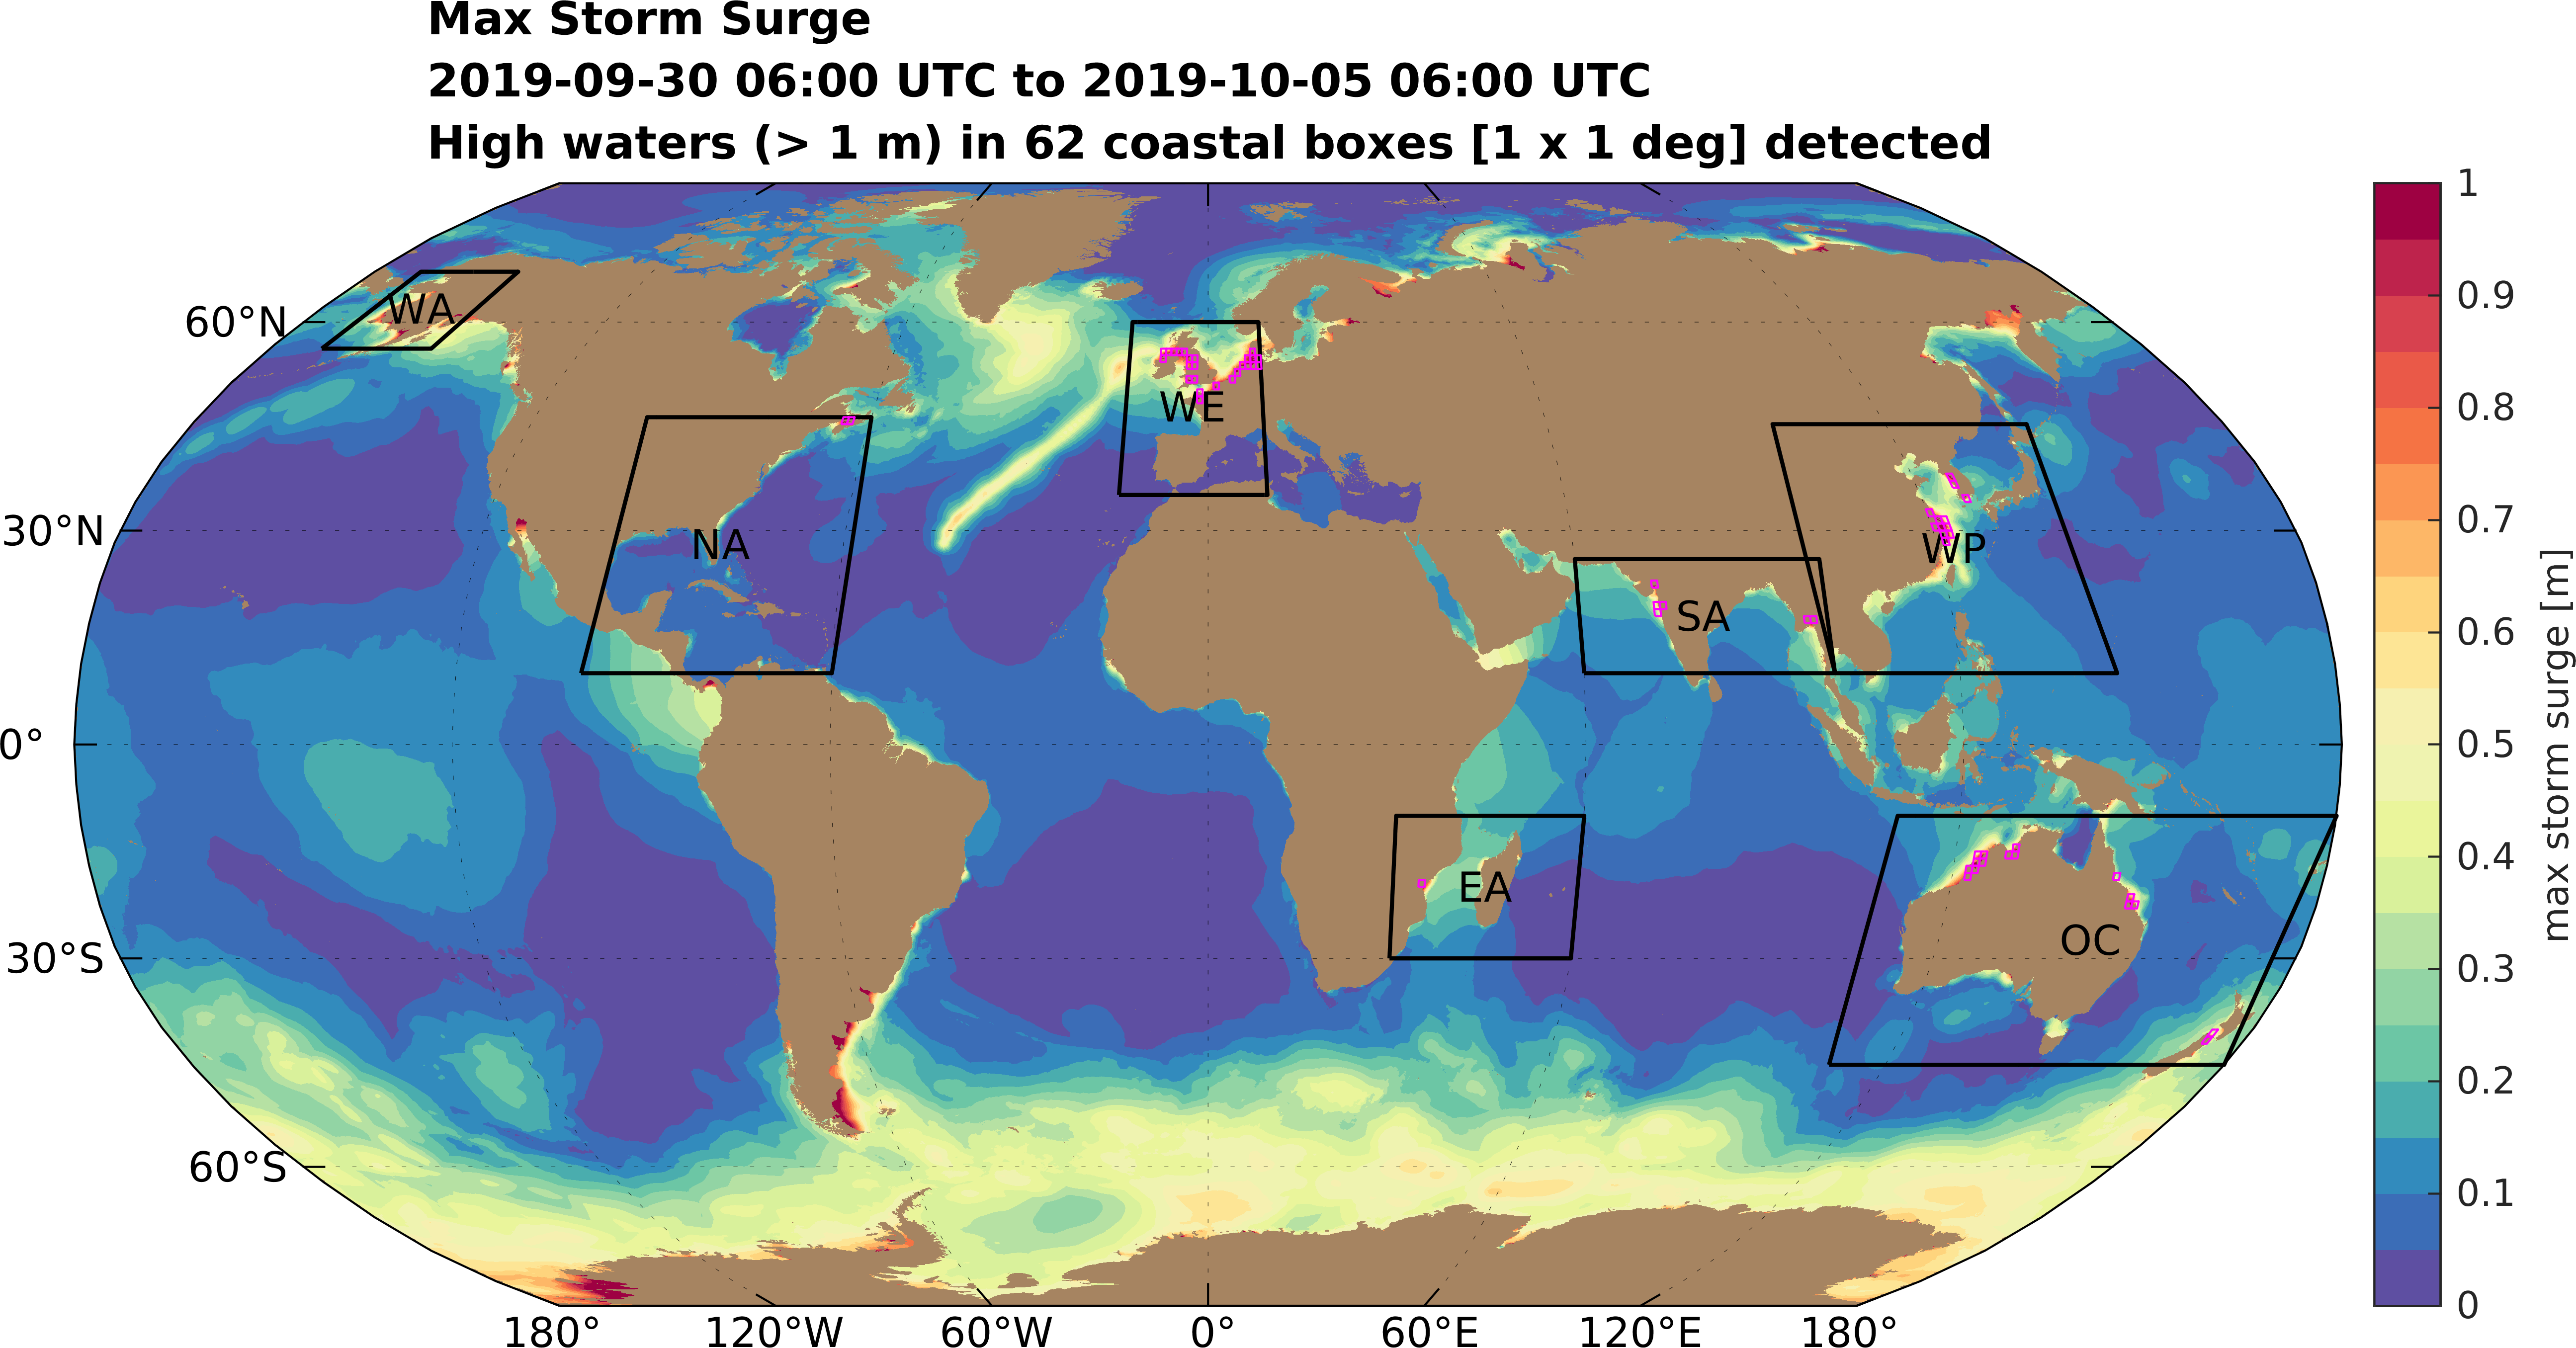 Max Storm Surge
2019-09-30 06:00 UTC to 2019-10-05 06:00 UTC
High waters (> 1 m) in 62 coastal boxes [1 x 1 deg] detected
60°N
30°N
0°
30°S
60°S
WA
NA
WE
SA
WP
EA
OC
180°
120°W
60°W
0°
60°E
120°E
180°
1
0.9
0.8
0.7
0.6
0.5
0.4
0.3
0.2
0.1
0
max storm surge [m]